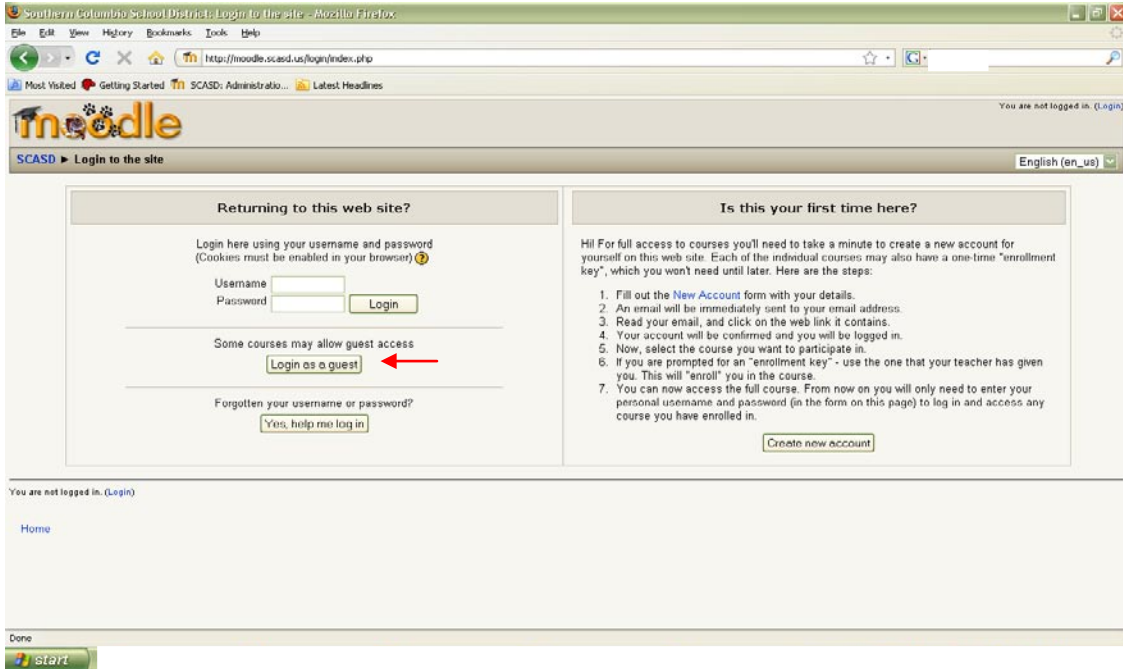 Southern Columbia School District: Login to the site - Mozilla Firefox
File Edit View History Bookmarks Tools Help
http://moodle.scasd.us/login/index.php
G
Most Visited Getting Started SCASD: Administratio... Latest Headlines
moodle
You are not logged in. (Login)
SCASD ► Login to the site
English (en_us)
Returning to this web site?
Login here using your username and password
(Cookies must be enabled in your browser) ?
Username
Password Login
Some courses may allow guest access
Login as a guest
Forgotten your username or password?
Yes, help me log in
Is this your first time here?
Hi! For full access to courses you'll need to take a minute to create a new account for
yourself on this web site. Each of the individual courses may also have a one-time "enrollment
key", which you won't need until later. Here are the steps:
1. Fill out the New Account form with your details.
2. An email will be immediately sent to your email address.
3. Read your email, and click on the web link it contains.
4. Your account will be confirmed and you will be logged in.
5. Now, select the course you want to participate in.
6. If you are prompted for an "enrollment key" - use the one that your teacher has given
you. This will "enroll" you in the course.
7. You can now access the full course. From now on you will only need to enter your
personal username and password (in the form on this page) to log in and access any
course you have enrolled in.
Create new account
You are not logged in. (Login)
Home
Done
start